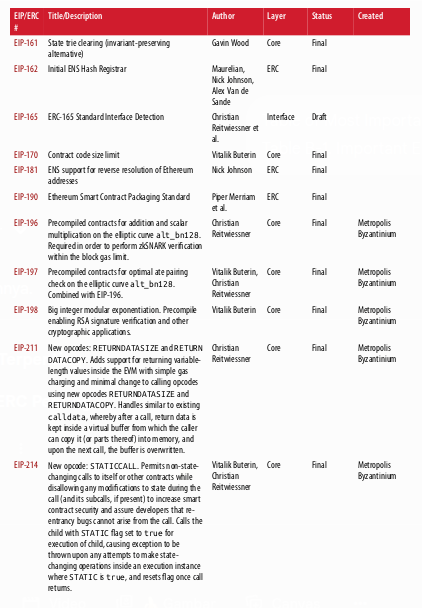 EIP/ERC # Title/Description Author Layer Status Created
EIP-161 State trie clearing (invariant-preserving alternative) Gavin Wood Core Final
EIP-162 Initial ENS Hash Registrar Maurelian, Nick Johnson, Alex Van de Sande ERC Final
EIP-165 ERC-165 Standard Interface Detection Christian Reitwiessner et al. Interface Draft
EIP-170 Contract code size limit Vitalik Buterin Core Final
EIP-181 ENS support for reverse resolution of Ethereum addresses Nick Johnson ERC Final
EIP-190 Ethereum Smart Contract Packaging Standard Piper Merriam et al. ERC Final
EIP-196 Precompiled contracts for addition and scalar
multiplication on the elliptic curve alt_bn128.
Required in order to perform zkSNARK verification
within the block gas limit.
Christian Reitwiessner Core Final Metropolis Byzantinium
EIP-197 Precompiled contracts for optimal ate pairing
check on the elliptic curve alt_bn128.
Combined with EIP-196.
Vitalik Buterin, Christian Reitwiessner Core Final Metropolis Byzantinium
EIP-198 Big integer modular exponentiation. Precompile
enabling RSA signature verification and other
cryptographic applications.
Vitalik Buterin Core Final Metropolis Byzantinium
EIP-211 New opcodes: RETURNDATASIZE and RETURN
DATACOPY. Adds support for returning variable-
length values inside the EVM with simple gas
charging and minimal change to calling opcodes
using new opcodes RETURNDATASIZE and
RETURNDATACOPY. Handles similar to existing
calldata, whereby after a call, return data is
kept inside a virtual buffer from which the caller
can copy it (or parts thereof) into memory, and
upon the next call, the buffer is overwritten.
Christian Reitwiessner Core Final Metropolis Byzantinium
EIP-214 New opcode: STATICCALL. Permits non-state-
changing calls to itself or other contracts while
disallowing any modifications to state during the
call (and its subcalls, if present) to increase smart
contract security and assure developers that re-
entrancy bugs cannot arise from the call. Calls the
child with STATIC flag set to true for
execution of child, causing exception to be
thrown upon any attempts to make state-
changing operations inside an execution instance
where STATIC is true, and resets flag once call
returns.
Vitalik Buterin, Christian Reitwiessner Core Final Metropolis Byzantinium